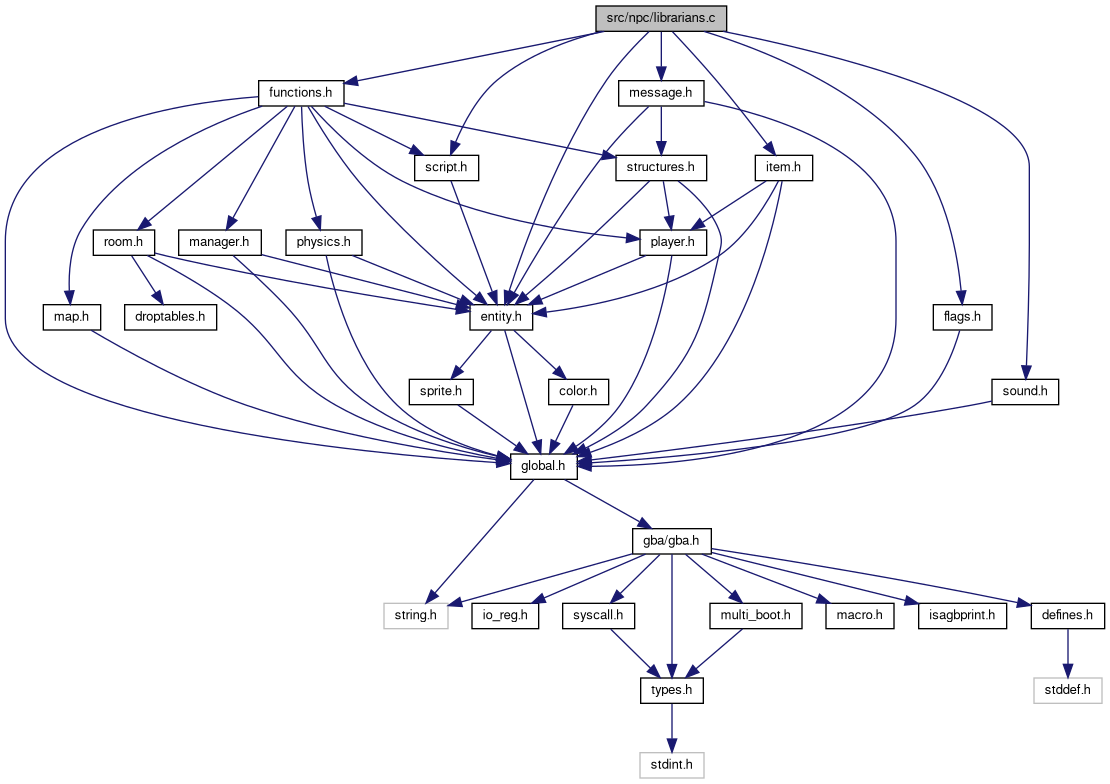 src/npc/librarians.c
functions.h
message.h
script.h
structures.h
item.h
room.h
manager.h
physics.h
player.h
map.h
droptables.h
entity.h
flags.h
sprite.h
color.h
sound.h
global.h
gba/gba.h
string.h
io_reg.h
syscall.h
multi_boot.h
macro.h
isagbprint.h
defines.h
types.h
stddef.h
stdint.h